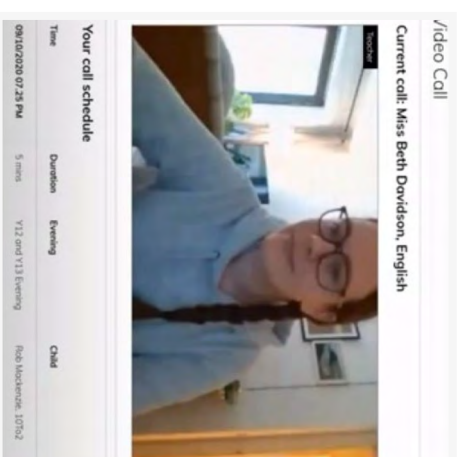 Video Call
Current call: Miss Beth Davidson, English
Teacher
Your call schedule
Time Duration Evening Child
09/10/2020 07.25 PM 5 mins Y12 and Y13 Evening Rob Mackenzie, 10To2